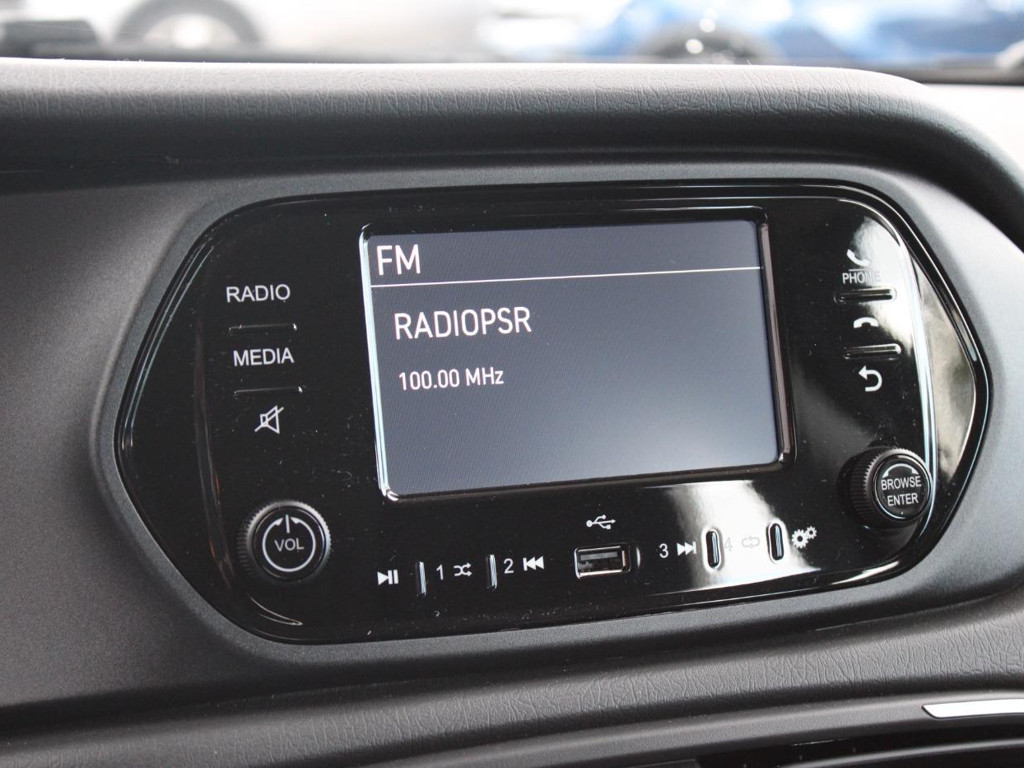 FM
RADIOPSR
100.00 MHz
RADIO
MEDIA
VOL
1
2
3
4
PHONE
BROWSE
ENTER